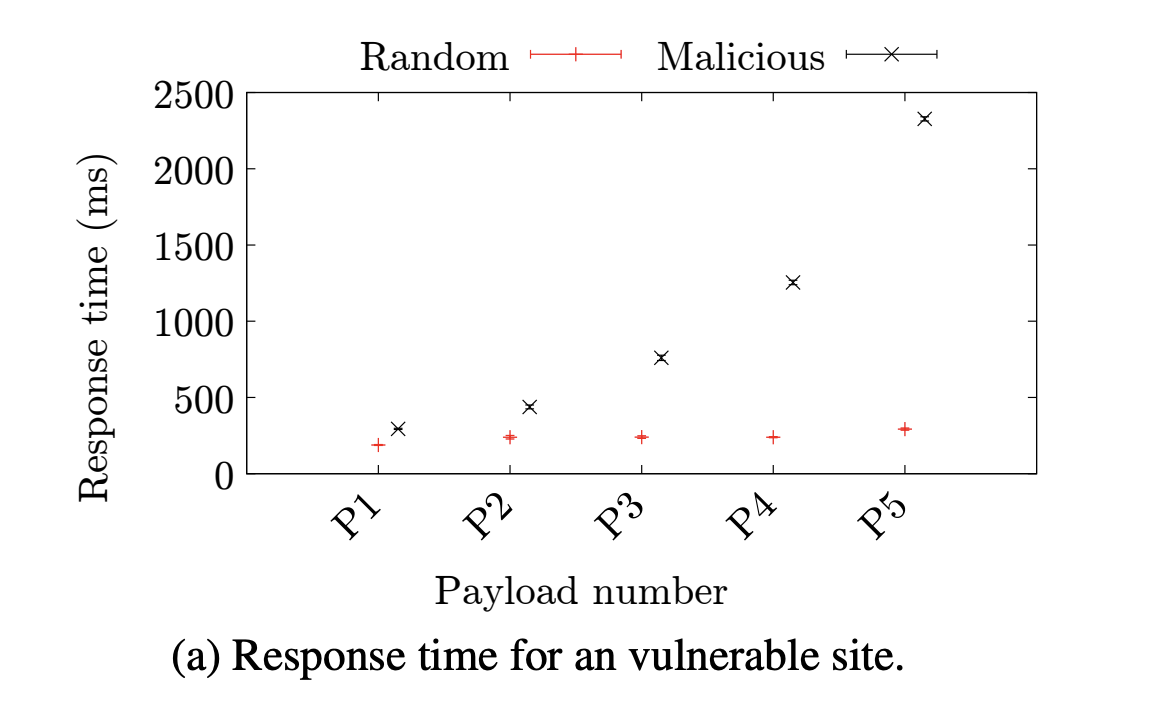 Random Malicious
2500
2000
1500
1000
500
0
Response time (ms)
P1 P2 P3 P4 P5
Payload number
(a) Response time for an vulnerable site.